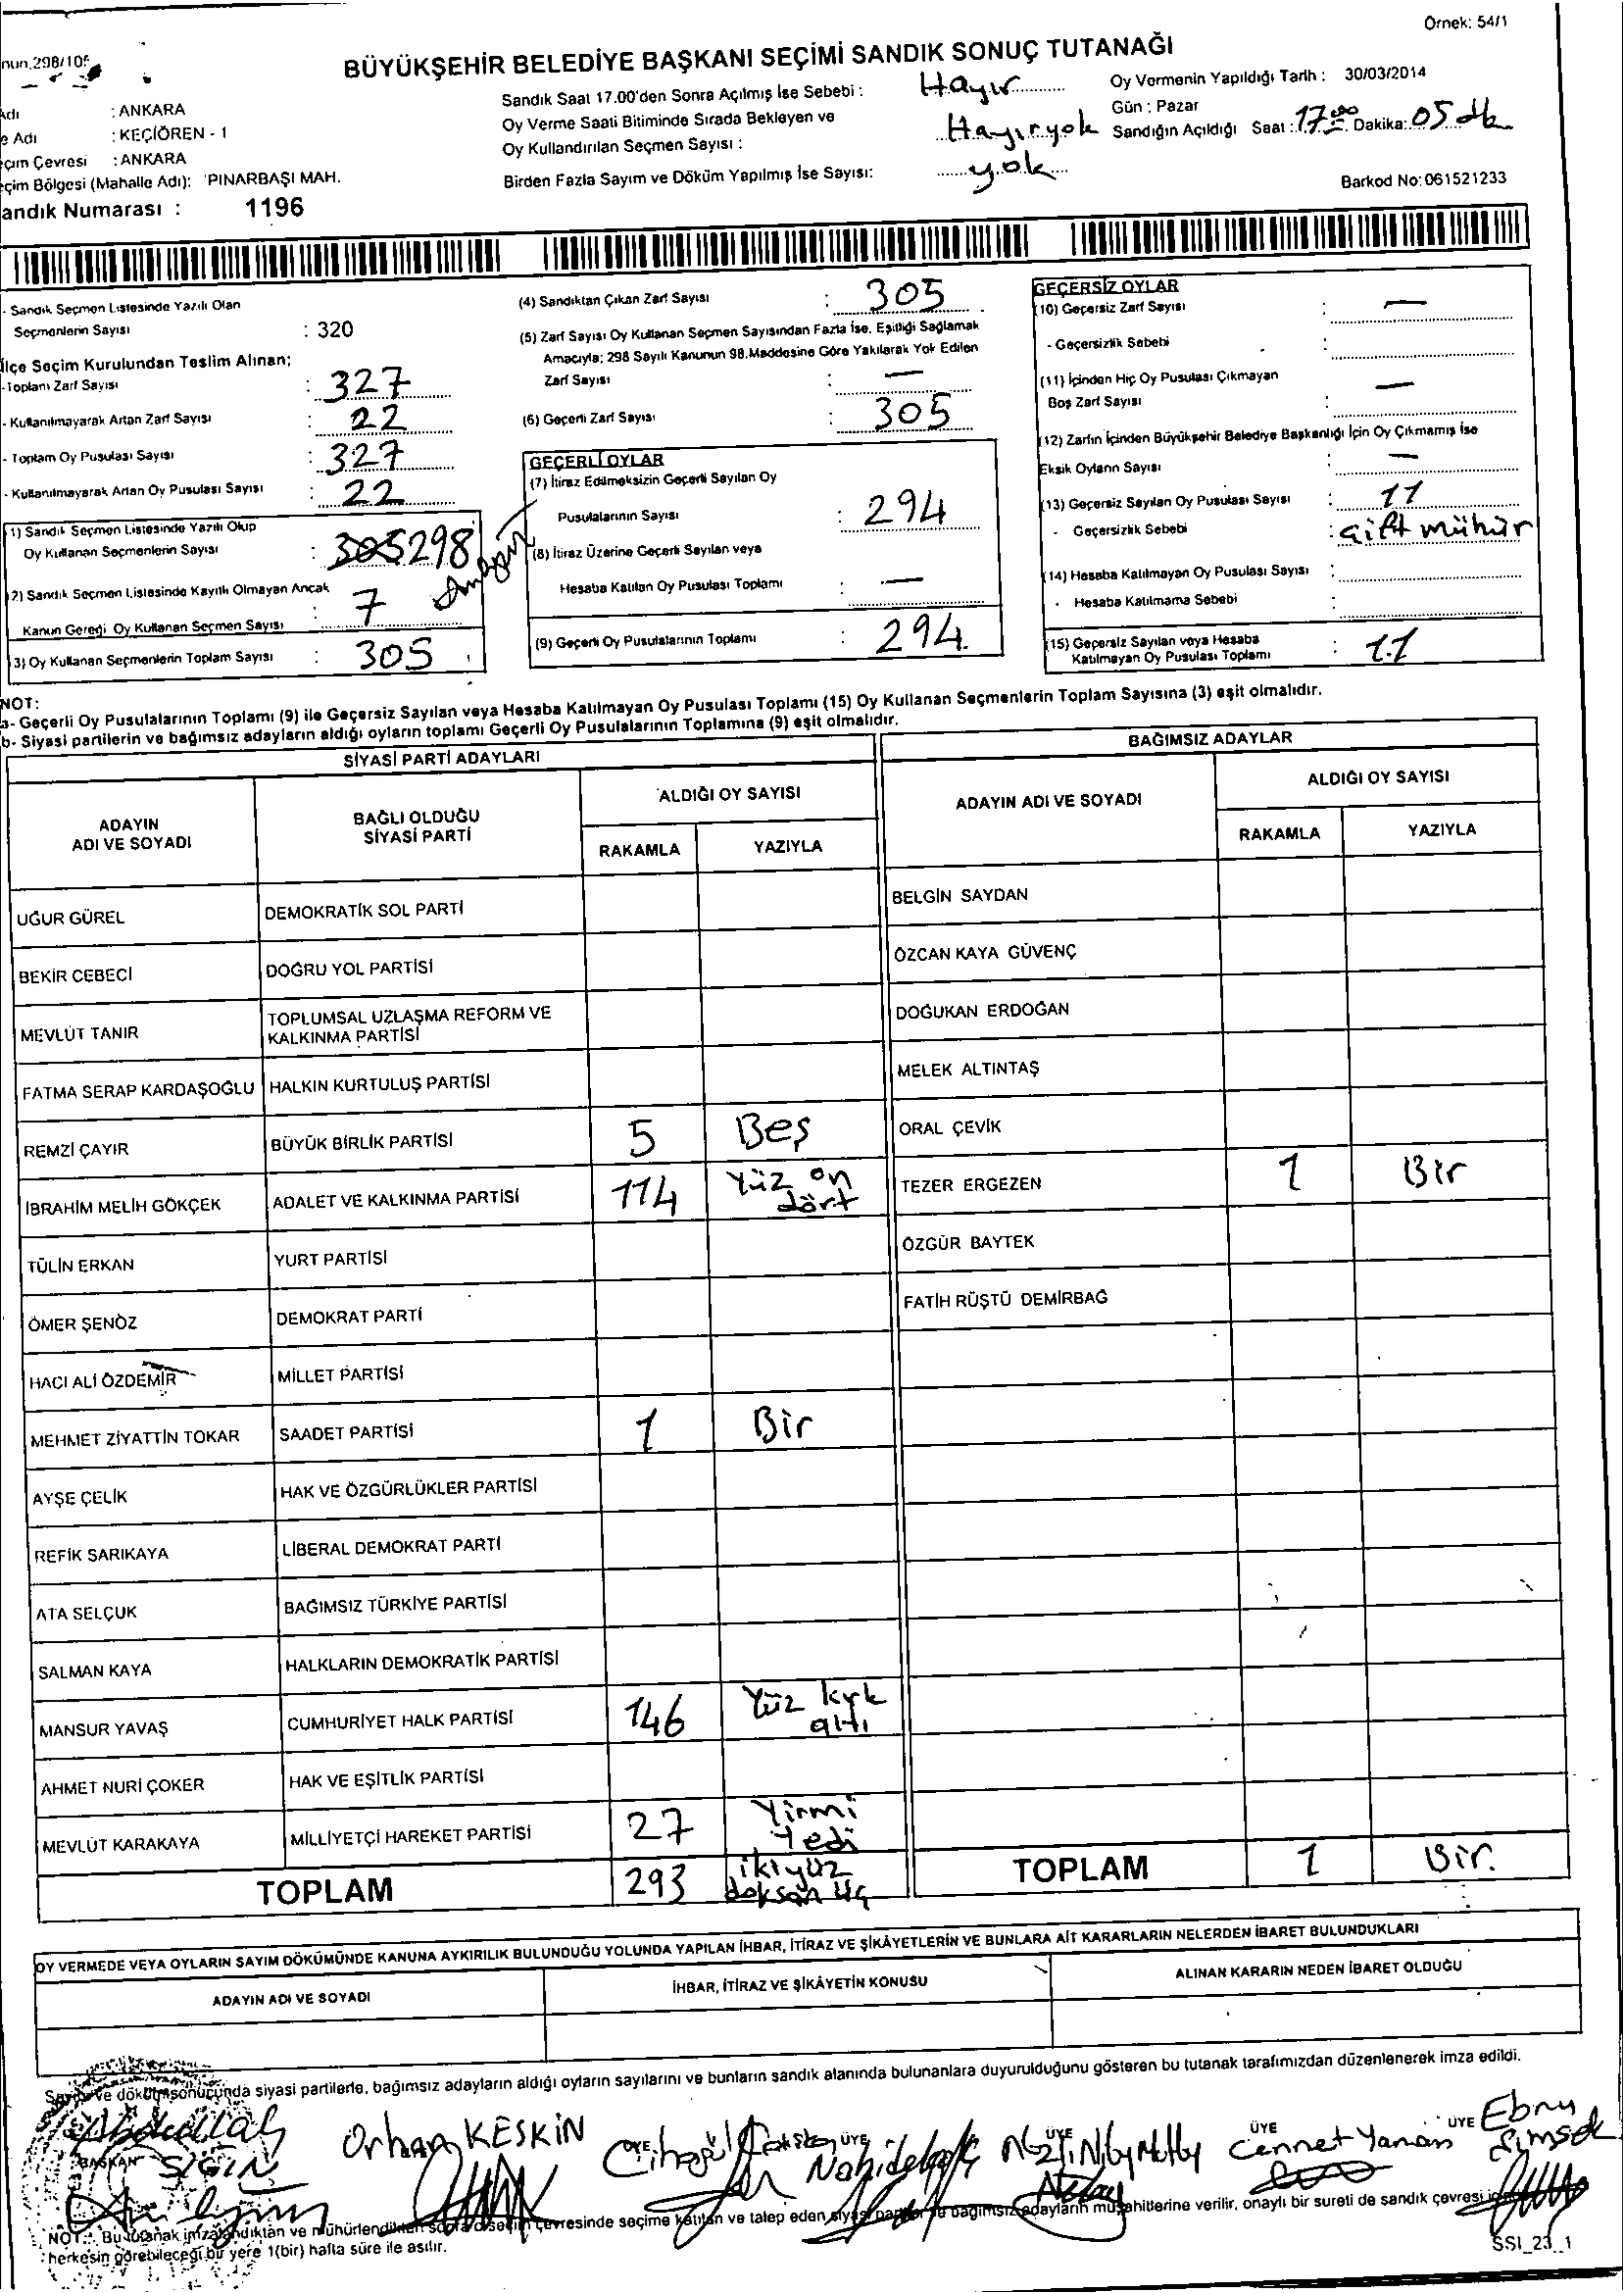 Örnek: 54/1
BÜYÜKŞEHİR BELEDİYE BAŞKANI SEÇİMİ SANDIK SONUÇ TUTANAĞI
: ANKARA
: KEÇİÖREN - 1
: ANKARA
(Mahalle Adı): PINARBAŞI MAH.
Numarası : 1196
Sandık Saat 17.00'den Sonra Açılmış İse Sebebi : Hayır
Oy Verme Saati Bitiminde Sırada Bekleyen ve
Oy Kullandırılan Seçmen Sayısı : Hayır yok
Birden Fazla Sayım ve Döküm Yapılmış İse Sayısı: yok
Oy Vermenin Yapıldığı Tarih : 30/03/2014
Gün : Pazar
Sandığın Açıldığı Saat : 17:00 Dakika: 05 dk
Barkod No: 061521233
- Sandık Seçmen Listesinde Yazılı Olan
Seçmenlerin Sayısı : 320
İlçe Seçim Kurulundan Teslim Alınan;
-Toplam Zarf Sayısı : 327
- Kullanılmayarak Artan Zarf Sayısı : 22
- Toplam Oy Pusulası Sayısı : 327
- Kullanılmayarak Artan Oy Pusulası Sayısı : 22
1) Sandık Seçmen Listesinde Yazılı Olup
Oy Kullanan Seçmenlerin Sayısı : 305 298
2) Sandık Seçmen Listesinde Kayıtlı Olmayan Ancak
Kanun Gereği Oy Kullanan Seçmen Sayısı : 7
3) Oy Kullanan Seçmenlerin Toplam Sayısı : 305
(4) Sandıktan Çıkan Zarf Sayısı : 305
(5) Zarf Sayısı Oy Kullanan Seçmen Sayısından Fazla İse, Eşitliği Sağlamak
Amacıyla; 298 Sayılı Kanunun 98.Maddesine Göre Yakılarak Yok Edilen
Zarf Sayısı : —
(6) Geçerli Zarf Sayısı : 305
GEÇERLİ OYLAR
(7) İtiraz Edilmeksizin Geçerli Sayılan Oy
Pusulalarının Sayısı : 294
(8) İtiraz Üzerine Geçerli Sayılan veya
Hesaba Katılan Oy Pusulası Toplamı : —
(9) Geçerli Oy Pusulalarının Toplamı : 294
GEÇERSİZ OYLAR
(10) Geçersiz Zarf Sayısı : —
- Geçersizlik Sebebi :
(11) İçinden Hiç Oy Pusulası Çıkmayan
Boş Zarf Sayısı : —
(12) Zarfın İçinden Büyükşehir Belediye Başkanlığı İçin Oy Çıkmamış İse
Eksik Oyların Sayısı : —
(13) Geçersiz Sayılan Oy Pusulası Sayısı : 11
- Geçersizlik Sebebi : çift mühür
(14) Hesaba Katılmayan Oy Pusulası Sayısı :
- Hesaba Katılmama Sebebi :
(15) Geçersiz Sayılan veya Hesaba
Katılmayan Oy Pusulası Toplamı : 11
NOT:
a- Geçerli Oy Pusulalarının Toplamı (9) ile Geçersiz Sayılan veya Hesaba Katılmayan Oy Pusulası Toplamı (15) Oy Kullanan Seçmenlerin Toplam Sayısına (3) eşit olmalıdır.
b- Siyasi partilerin ve bağımsız adayların aldığı oyların toplamı Geçerli Oy Pusulalarının Toplamına (9) eşit olmalıdır.
SİYASİ PARTİ ADAYLARI
ADAYIN ADI VE SOYADI BAĞLI OLDUĞU SİYASİ PARTİ ALDIĞI OY SAYISI
RAKAMLA YAZIYLA
UĞUR GÜREL DEMOKRATİK SOL PARTİ
BEKİR CEBECİ DOĞRU YOL PARTİSİ
MEVLÜT TANIR TOPLUMSAL UZLAŞMA REFORM VE KALKINMA PARTİSİ
FATMA SERAP KARDAŞOĞLU HALKIN KURTULUŞ PARTİSİ
REMZİ ÇAYIR BÜYÜK BİRLİK PARTİSİ 5 Beş
İBRAHİM MELİH GÖKÇEK ADALET VE KALKINMA PARTİSİ 114 Yüz on dört
TÜLİN ERKAN YURT PARTİSİ
ÖMER ŞENÖZ DEMOKRAT PARTİ
HACI ALİ ÖZDEMİR MİLLET PARTİSİ
MEHMET ZİYATTİN TOKAR SAADET PARTİSİ 1 Bir
AYŞE ÇELİK HAK VE ÖZGÜRLÜKLER PARTİSİ
REFİK SARIKAYA LİBERAL DEMOKRAT PARTİ
ATA SELÇUK BAĞIMSIZ TÜRKİYE PARTİSİ
SALMAN KAYA HALKLARIN DEMOKRATİK PARTİSİ
MANSUR YAVAŞ CUMHURİYET HALK PARTİSİ 146 Yüz kırk altı
AHMET NURİ ÇOKER HAK VE EŞİTLİK PARTİSİ
MEVLÜT KARAKAYA MİLLİYETÇİ HAREKET PARTİSİ 27 Yirmi Yedi
TOPLAM 293 ikiyüz doksan üç
BAĞIMSIZ ADAYLAR
ADAYIN ADI VE SOYADI ALDIĞI OY SAYISI
RAKAMLA YAZIYLA
BELGİN SAYDAN
ÖZCAN KAYA GÜVENÇ
DOĞUKAN ERDOĞAN
MELEK ALTINTAŞ
ORAL ÇEVİK
TEZER ERGEZEN 1 Bir
ÖZGÜR BAYTEK
FATİH RÜŞTÜ DEMİRBAĞ
TOPLAM 1 Bir.
OY VERMEDE VEYA OYLARIN SAYIM DÖKÜMÜNDE KANUNA AYKIRILIK BULUNDUĞU YOLUNDA YAPILAN İHBAR, İTİRAZ VE ŞİKÂYETLERİN VE BUNLARA AİT KARARLARIN NELERDEN İBARET BULUNDUKLARI
ADAYIN ADI VE SOYADI İHBAR, İTİRAZ VE ŞİKÂYETİN KONUSU ALINAN KARARIN NEDEN İBARET OLDUĞU
Sayım ve döküm sonucunda siyasi partilerle, bağımsız adayların aldığı oyların sayılarını ve bunların sandık alanında bulunanlara duyurulduğunu gösteren bu tutanak tarafımızdan düzenlenerek imza edildi.
Abdullah Orhan KESKİN Cennet Yaman Ebru Şimşek
BAŞKAN ÜYE ÜYE ÜYE ÜYE
NOT: Bu tutanak imzalandıktan ve mühürlendikten sonra o seçim çevresinde seçime katılan ve talep eden siyasi partiler ile bağımsız adayların müşahitlerine verilir, onaylı bir sureti de sandık çevresi
herkesin görebileceği bir yere 1(bir) hafta süre ile asılır.
SSI_23_1